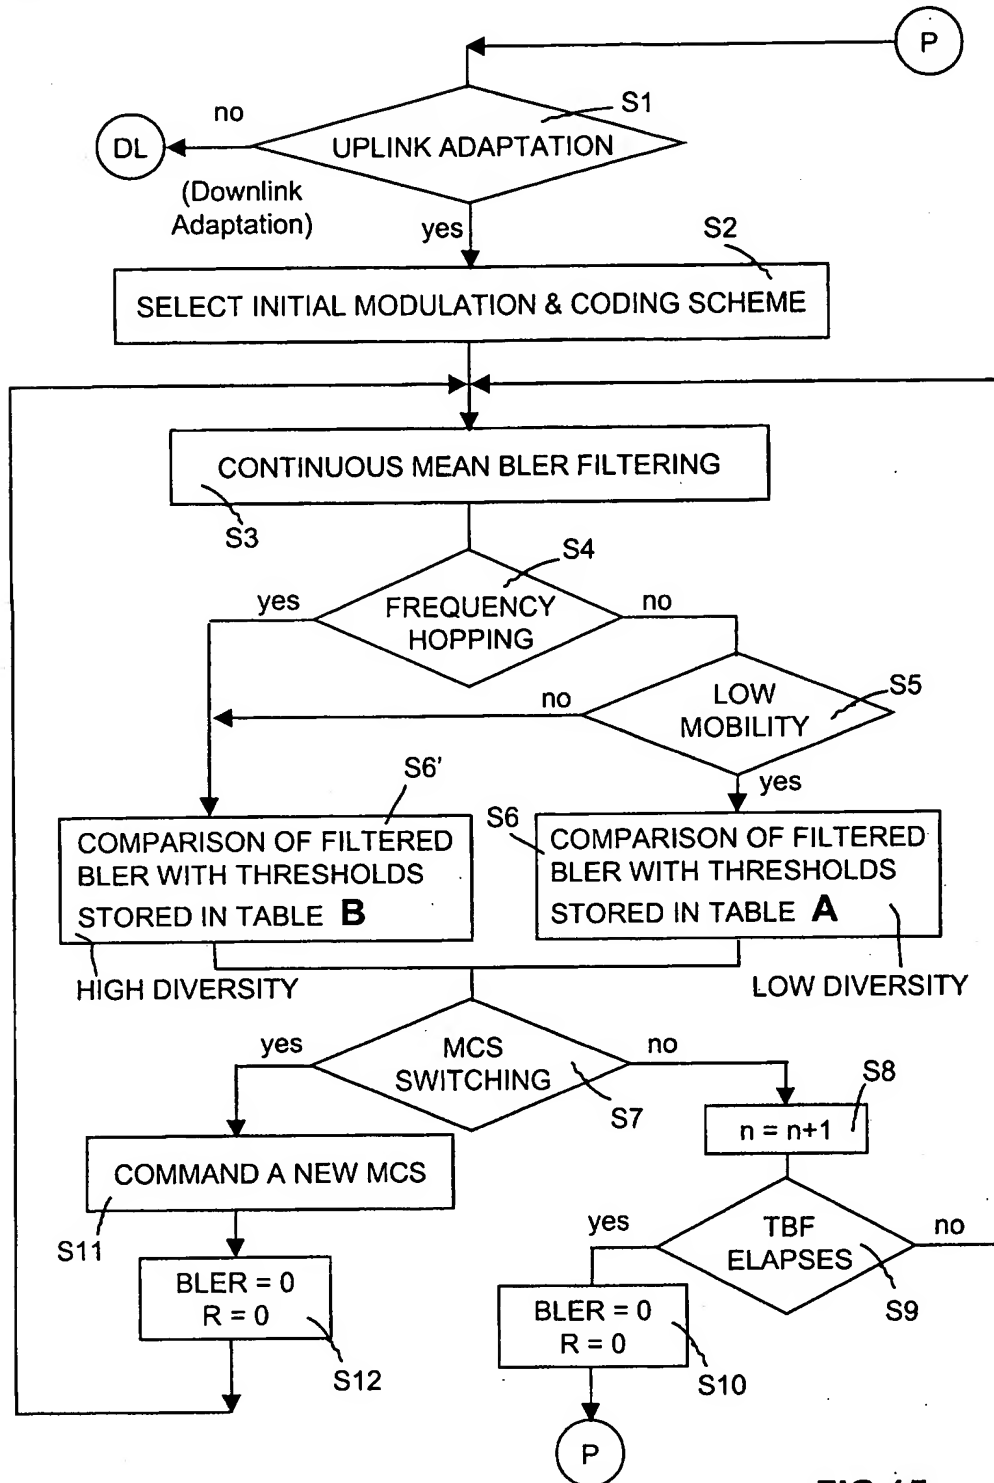 P
S1
no
DL
UPLINK ADAPTATION
(Downlink
Adaptation)
yes
S2
SELECT INITIAL MODULATION & CODING SCHEME
CONTINUOUS MEAN BLER FILTERING
S3
S4
yes
FREQUENCY
HOPPING
no
no
LOW
MOBILITY
S5
yes
S6'
S6
COMPARISON OF FILTERED
BLER WITH THRESHOLDS
STORED IN TABLE B
COMPARISON OF FILTERED
BLER WITH THRESHOLDS
STORED IN TABLE A
HIGH DIVERSITY
LOW DIVERSITY
yes
MCS
SWITCHING
no
S7
S8
n = n+1
COMMAND A NEW MCS
S11
yes
TBF
ELAPSES
no
S9
BLER = 0
R = 0
S12
BLER = 0
R = 0
S10
P